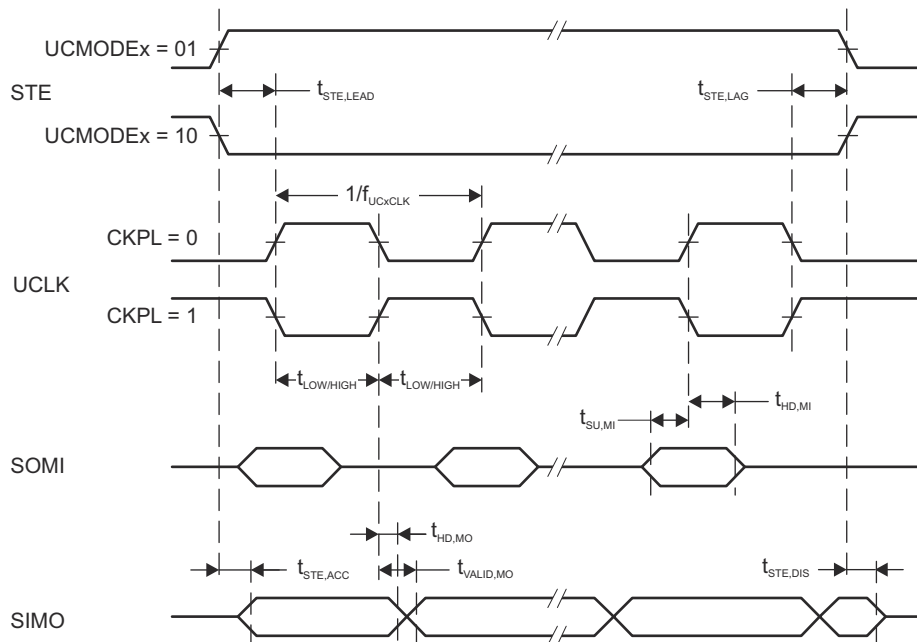 UCMODEx = 01
STE
t_STE,LEAD
t_STE,LAG
UCMODEx = 10
1/f_UCxCLK
CKPL = 0
UCLK
CKPL = 1
t_LOW/HIGH t_LOW/HIGH
t_SU,MI
t_HD,MI
SOMI
t_HD,MO
t_STE,ACC
t_VALID,MO
t_STE,DIS
SIMO